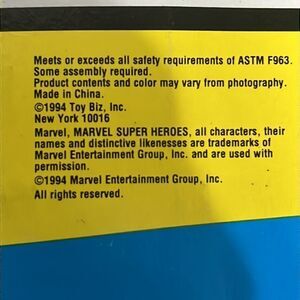 Meets or exceeds all safety requirements of ASTM F963.
Some assembly required.
Product contents and color may vary from photography.
Made in China.
©1994 Toy Biz, Inc.
New York 10016
Marvel, MARVEL SUPER HEROES, all characters, their
names and distinctive likenesses are trademarks of
Marvel Entertainment Group, Inc. and are used with
permission.
©1994 Marvel Entertainment Group, Inc.
All rights reserved.